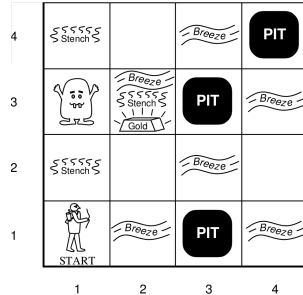 4
Stench
Breeze
PIT
3
Breeze
Stench
Gold
PIT
Breeze
2
Stench
Breeze
1
START
Breeze
PIT
Breeze
1 2 3 4